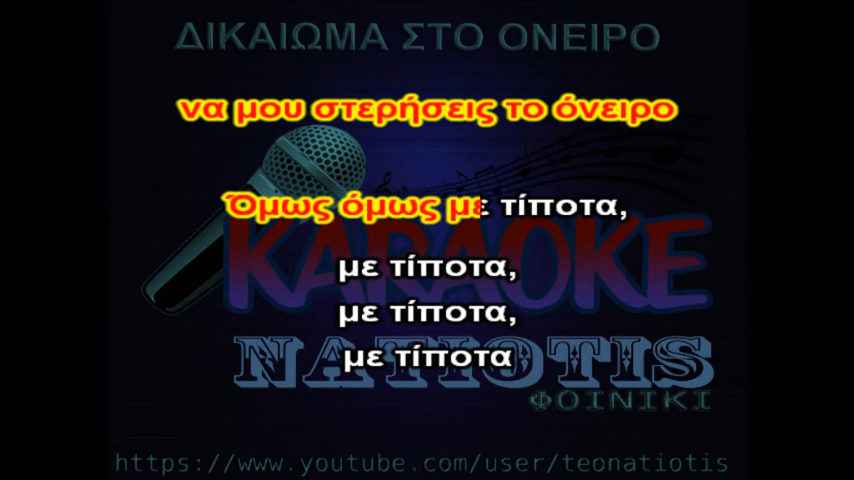 ΔΙΚΑΙΩΜΑ ΣΤΟ ΟΝΕΙΡΟ
να μου στερήσεις το όνειρο
Όμως όμως με τίποτα,
KARAOKE
με τίποτα,
με τίποτα,
με τίποτα
NATIOTIS
ΦΟΙΝΙΚΙ
https://www.youtube.com/user/teonatiotis